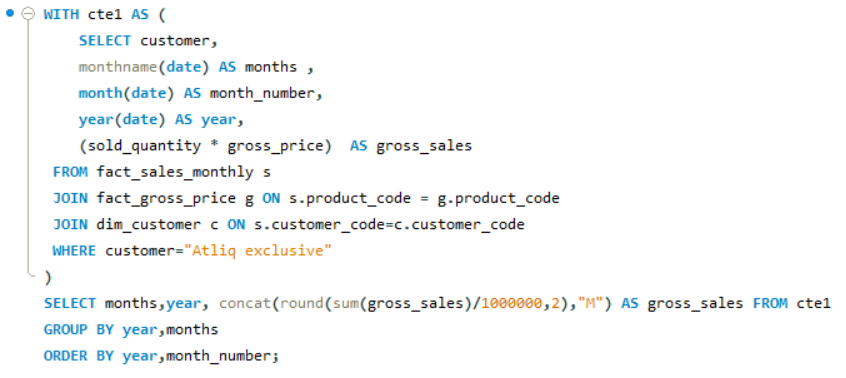 WITH cte1 AS (
SELECT customer,
monthname(date) AS months ,
month(date) AS month_number,
year(date) AS year,
(sold_quantity * gross_price)  AS gross_sales
FROM fact_sales_monthly s
JOIN fact_gross_price g ON s.product_code = g.product_code
JOIN dim_customer c ON s.customer_code=c.customer_code
WHERE customer="Atliq exclusive"
)
SELECT months,year, concat(round(sum(gross_sales)/1000000,2),"M") AS gross_sales FROM cte1
GROUP BY year,months
ORDER BY year,month_number;